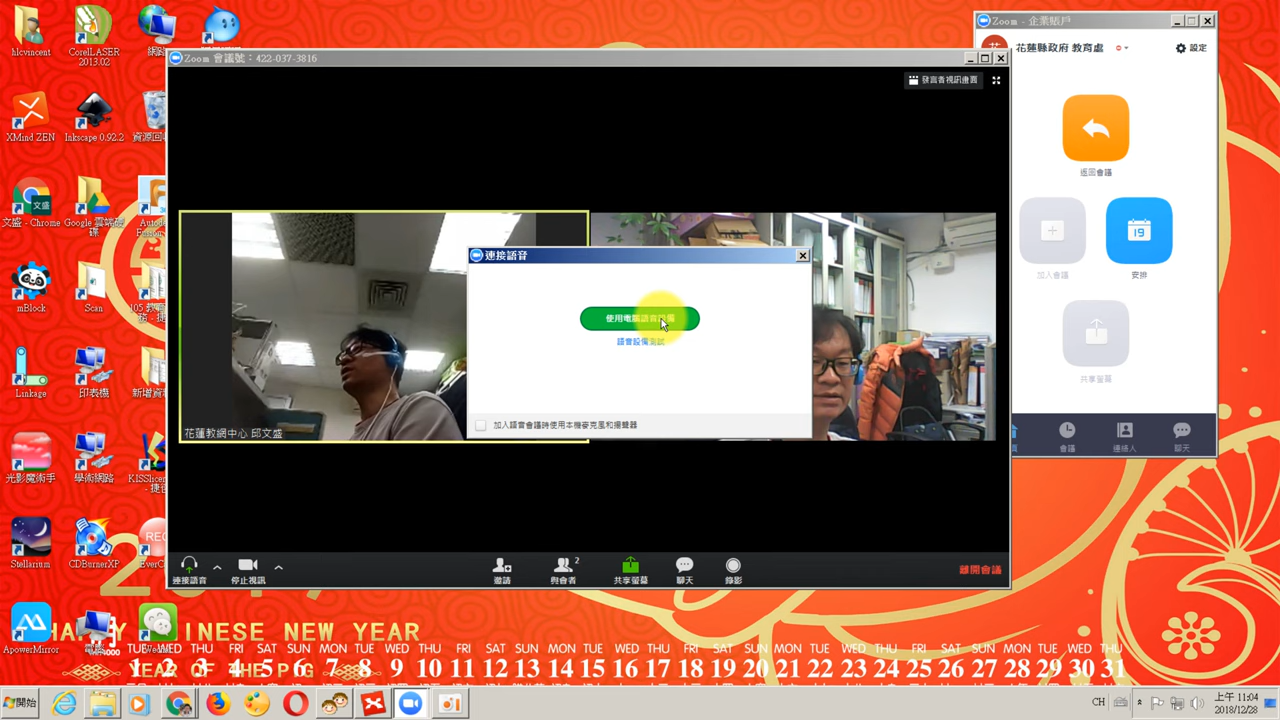 hlcvincent
CorelLASER 2013.02
XMind ZEN
Inkscape 0.92.2
資源回收
文盛 - Chrome
Google 雲端硬碟
mBlock
Scan
Linkage
印表機
光影魔術手
學術網路
Stellarium
CDBurnerXP
ApowerMirror
Zoom 會議號：422-037-3816
發言者視訊畫面
花蓮教網中心 邱文盛
連接語音
使用電腦語音設備
語音設備測試
加入語音會議時使用本機麥克風和揚聲器
連接語音
停止視訊
邀請
與會者
2
共享螢幕
聊天
錄影
離開會議
Zoom - 企業賬戶
花蓮縣政府 教育處
設定
返回會議
加入會議
19
安排
共享螢幕
會議
連絡人
聊天
CHINESE NEW YEAR
TUE WED THU FRI SAT SUN MON TUE WED THU FRI SAT SUN MON TUE WED THU FRI SAT SUN MON TUE WED THU FRI SAT SUN MON TUE WED THU
1 2 3 4 5 6 7 8 9 10 11 12 13 14 15 16 17 18 19 20 21 22 23 24 25 26 27 28 29 30 31
YEAR OF THE PIG
開始
CH
上午 11:04
2018/12/28